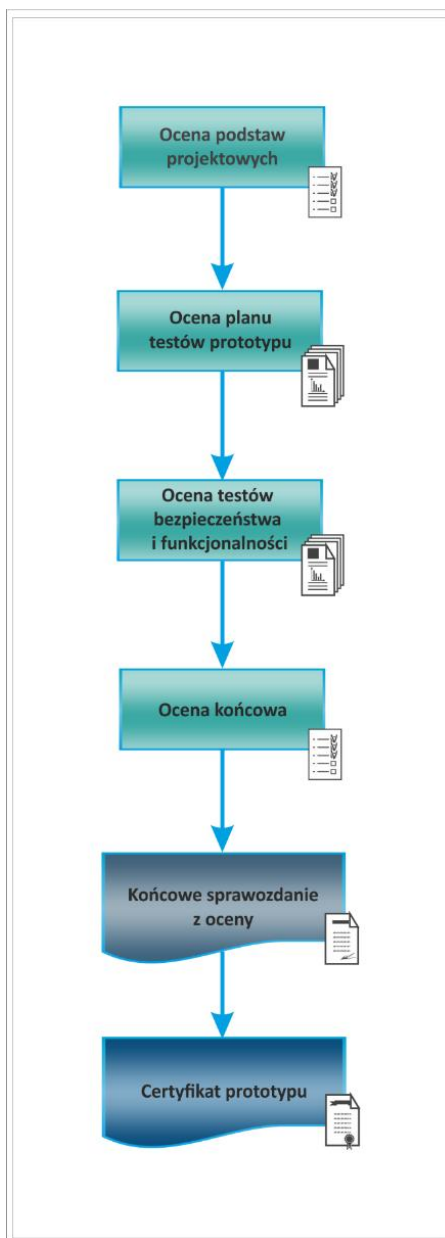 Ocena podstaw
projektowych
Ocena planu
testów prototypu
Ocena testów
bezpieczeństwa
i funkcjonalności
Ocena końcowa
Końcowe sprawozdanie
z oceny
Certyfikat prototypu